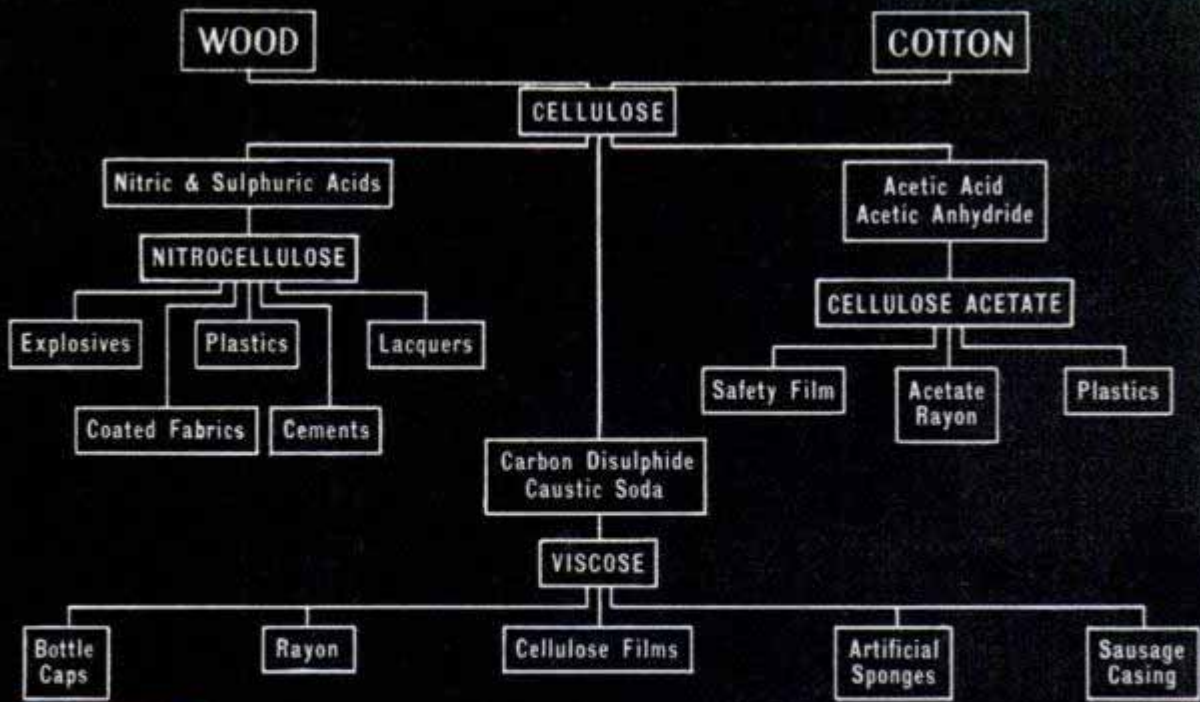 WOOD
COTTON
CELLULOSE
Nitric & Sulphuric Acids
Acetic Acid
Acetic Anhydride
NITROCELLULOSE
CELLULOSE ACETATE
Explosives
Plastics
Lacquers
Safety Film
Acetate
Rayon
Plastics
Coated Fabrics
Cements
Carbon Disulphide
Caustic Soda
VISCOSE
Bottle
Caps
Rayon
Cellulose Films
Artificial
Sponges
Sausage
Casing